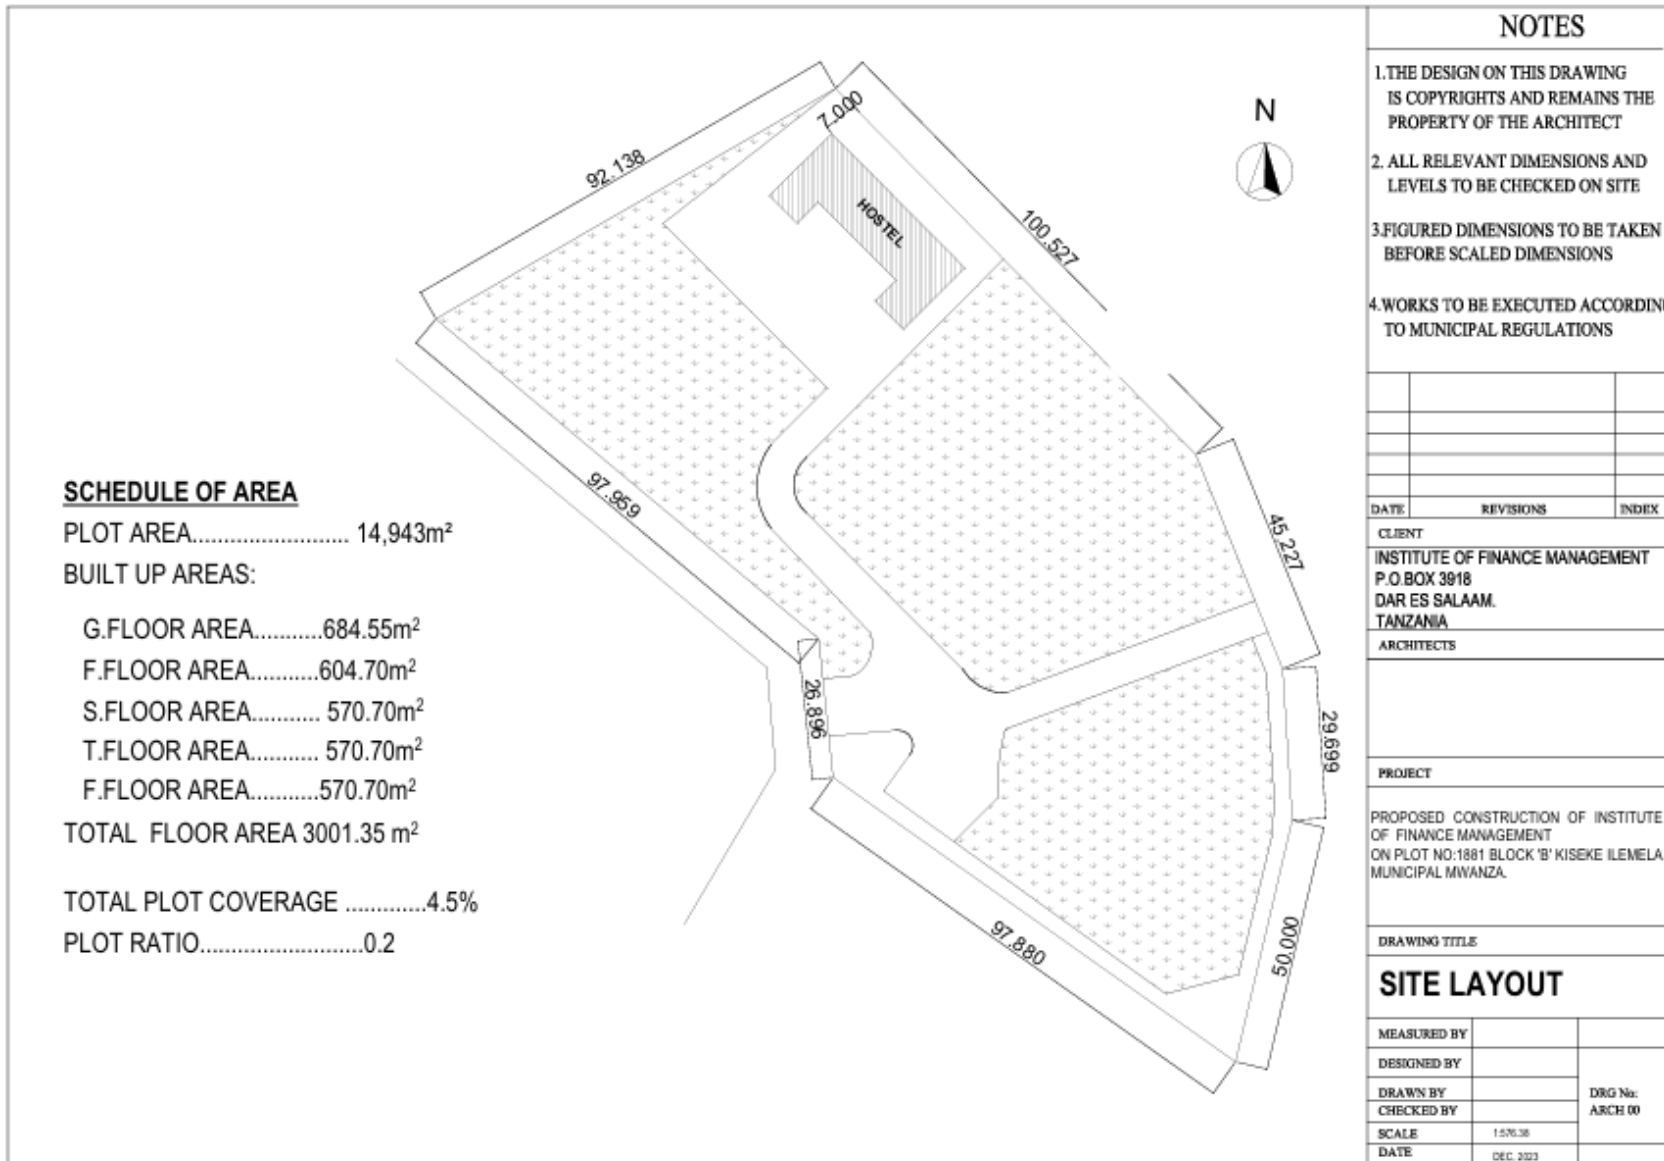 92.138
7.000
HOSTEL
100.527
N
97.959
45.227
26.896
29.699
97.880
50.000
SCHEDULE OF AREA
PLOT AREA........................ 14,943m²
BUILT UP AREAS:
G.FLOOR AREA...........684.55m²
F.FLOOR AREA...........604.70m²
S.FLOOR AREA........... 570.70m²
T.FLOOR AREA........... 570.70m²
F.FLOOR AREA...........570.70m²
TOTAL FLOOR AREA 3001.35 m²
TOTAL PLOT COVERAGE .............4.5%
PLOT RATIO.........................0.2
NOTES
1.THE DESIGN ON THIS DRAWING
IS COPYRIGHTS AND REMAINS THE
PROPERTY OF THE ARCHITECT
2. ALL RELEVANT DIMENSIONS AND
LEVELS TO BE CHECKED ON SITE
3.FIGURED DIMENSIONS TO BE TAKEN
BEFORE SCALED DIMENSIONS
4.WORKS TO BE EXECUTED ACCORDIN
TO MUNICIPAL REGULATIONS
DATE REVISIONS INDEX
CLIENT
INSTITUTE OF FINANCE MANAGEMENT
P.O.BOX 3918
DAR ES SALAAM.
TANZANIA
ARCHITECTS
PROJECT
PROPOSED CONSTRUCTION OF INSTITUTE
OF FINANCE MANAGEMENT
ON PLOT NO:1881 BLOCK 'B' KISEKE ILEMELA
MUNICIPAL MWANZA.
DRAWING TITLE
SITE LAYOUT
MEASURED BY
DESIGNED BY
DRAWN BY
DRG No:
CHECKED BY
ARCH 00
SCALE 1:576.38
DATE DEC, 2023